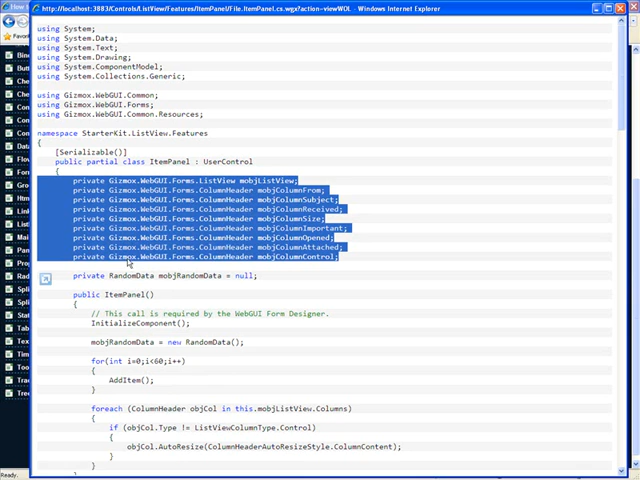 http://localhost:3883/Controls/ListView/Features/ItemPanel/File.ItemPanel.cs.wgx?action=viewWOL - Windows Internet Explorer
using System;
using System.Data;
using System.Text;
using System.Drawing;
using System.ComponentModel;
using System.Collections.Generic;
using Gizmox.WebGUI.Common;
using Gizmox.WebGUI.Forms;
using Gizmox.WebGUI.Common.Resources;
namespace StarterKit.ListView.Features
{
[Serializable()]
public partial class ItemPanel : UserControl
{
private Gizmox.WebGUI.Forms.ListView mobjListView;
private Gizmox.WebGUI.Forms.ColumnHeader mobjColumnFrom;
private Gizmox.WebGUI.Forms.ColumnHeader mobjColumnSubject;
private Gizmox.WebGUI.Forms.ColumnHeader mobjColumnReceived;
private Gizmox.WebGUI.Forms.ColumnHeader mobjColumnSize;
private Gizmox.WebGUI.Forms.ColumnHeader mobjColumnImportant;
private Gizmox.WebGUI.Forms.ColumnHeader mobjColumnOpened;
private Gizmox.WebGUI.Forms.ColumnHeader mobjColumnAttached;
private Gizmox.WebGUI.Forms.ColumnHeader mobjColumnControl;
private RandomData mobjRandomData = null;
public ItemPanel()
{
// This call is required by the WebGUI Form Designer.
InitializeComponent();
mobjRandomData = new RandomData();
for(int i=0;i<60;i++)
{
AddItem();
}
foreach (ColumnHeader objCol in this.mobjListView.Columns)
{
if (objCol.Type != ListViewColumnType.Control)
{
objCol.AutoResize(ColumnHeaderAutoResizeStyle.ColumnContent);
}
}